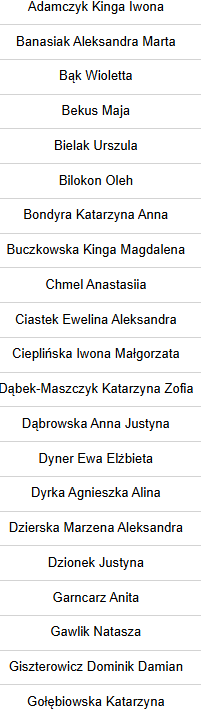 Adamczyk Kinga Iwona
Banasiak Aleksandra Marta
Bąk Wioletta
Bekus Maja
Bielak Urszula
Bilokon Oleh
Bondyra Katarzyna Anna
Buczkowska Kinga Magdalena
Chmel Anastasiia
Ciastek Ewelina Aleksandra
Cieplińska Iwona Małgorzata
Dąbek-Maszczyk Katarzyna Zofia
Dąbrowska Anna Justyna
Dyner Ewa Elżbieta
Dyrka Agnieszka Alina
Dzierska Marzena Aleksandra
Dzionek Justyna
Garncarz Anita
Gawlik Natasza
Giszterowicz Dominik Damian
Gołębiowska Katarzyna